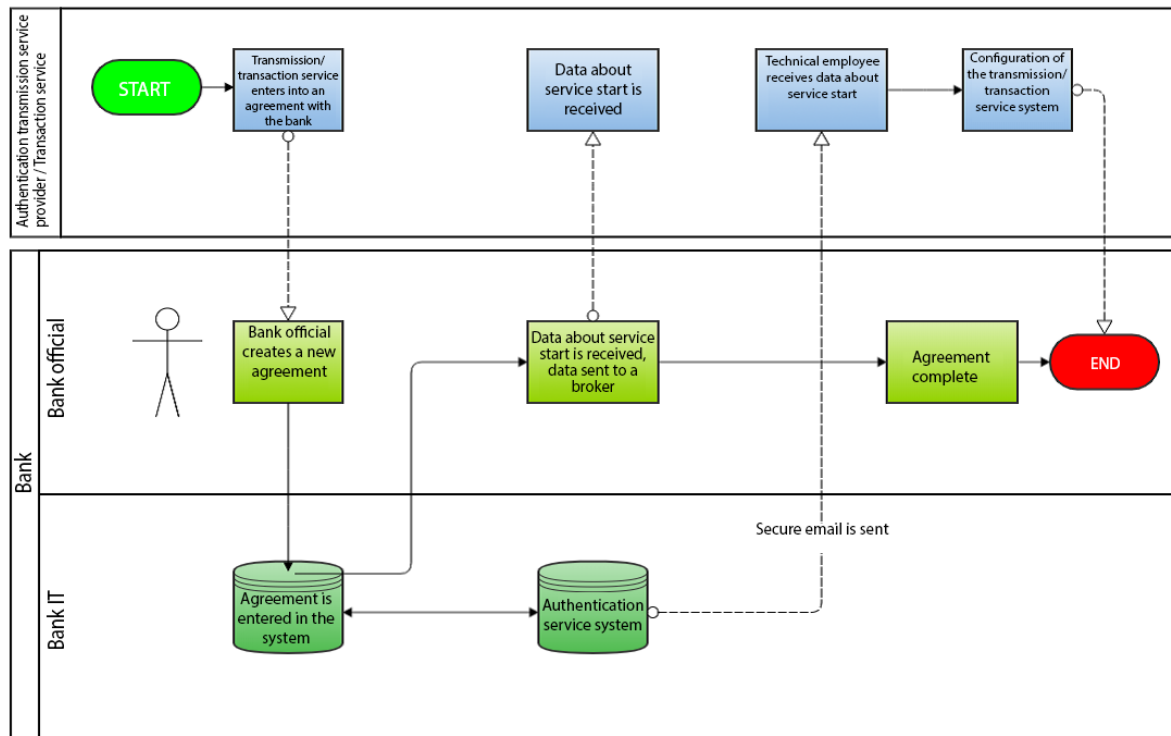 Authentication transmission service
provider / Transaction service
START
Transmission/
transaction service
enters into an
agreement with
the bank
Data about
service start is
received
Technical employee
receives data about
service start
Configuration of
the transmission/
transaction
service system
Bank
Bank official
Bank official
creates a new
agreement
Data about service
start is received,
data sent to a
broker
Agreement
complete
END
Bank IT
Secure email is sent
Agreement is
entered in the
system
Authentication
service system